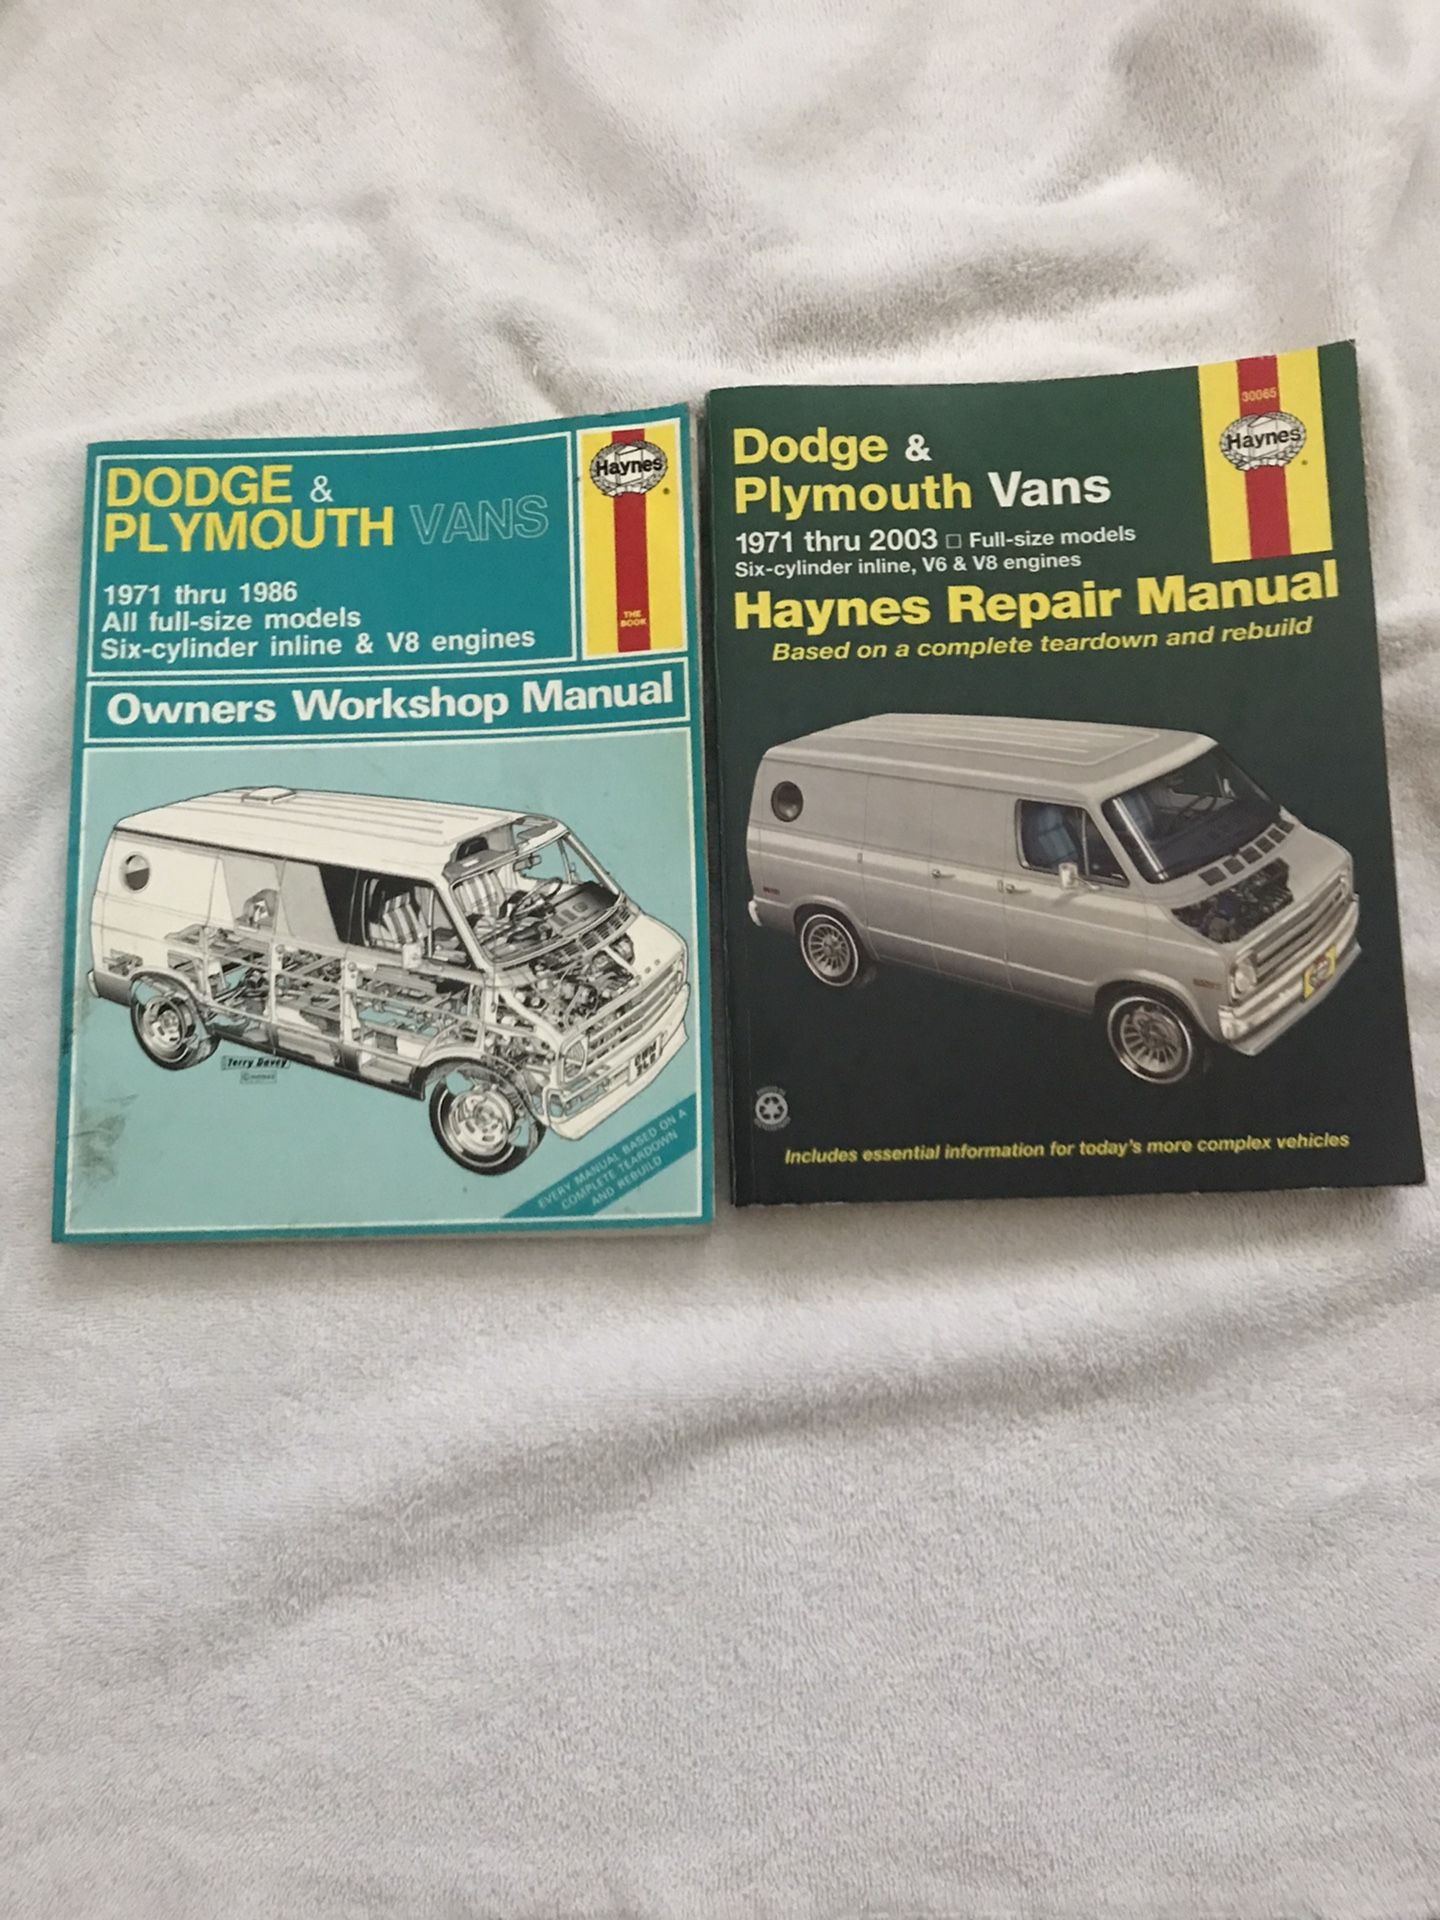 DODGE &
PLYMOUTH VANS
1971 thru 1986
All full-size models
Six-cylinder inline & V8 engines
Haynes
THE
BOOK
Owners Workshop Manual
Terry Davey
EVERY MANUAL BASED ON A
COMPLETE TEARDOWN
AND REBUILD
30065
Haynes
Dodge &
Plymouth Vans
1971 thru 2003 □ Full-size models
Six-cylinder inline, V6 & V8 engines
Haynes Repair Manual
Based on a complete teardown and rebuild
Includes essential information for today's more complex vehicles